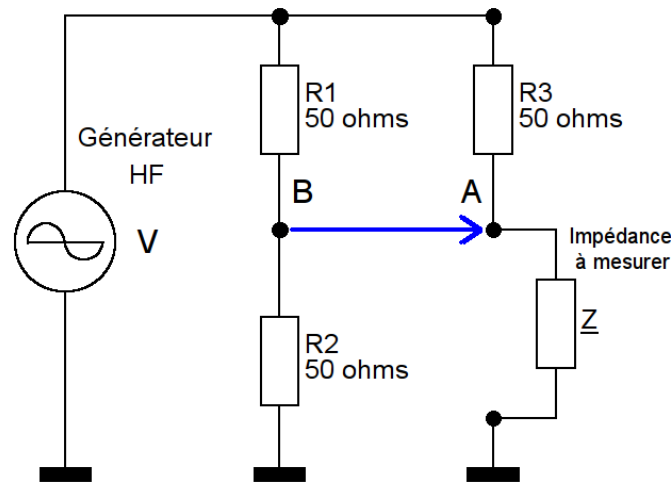 R1
50 ohms
R3
50 ohms
Générateur
HF
V
B
A
Impédance
à mesurer
Z
R2
50 ohms